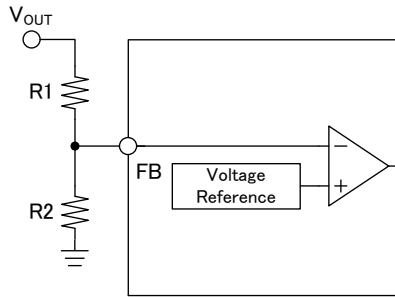 VOUT
R1
FB
Voltage
Reference
−
+
R2